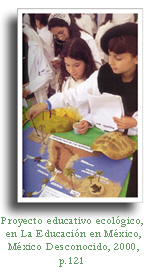 Proyecto educativo ecológico,
en La Educación en México,
México Desconocido, 2000,
p.121